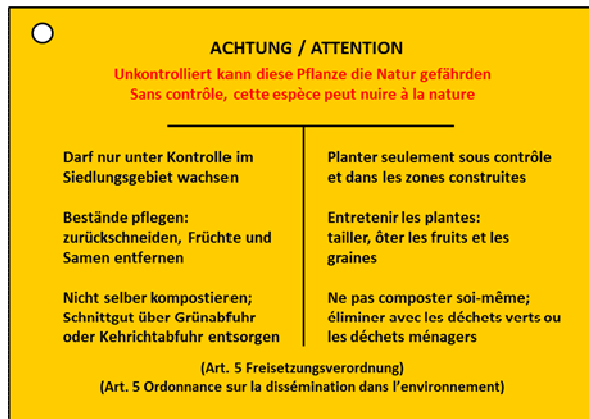 ACHTUNG / ATTENTION
Unkontrolliert kann diese Pflanze die Natur gefährden
Sans contrôle, cette espèce peut nuire à la nature
Darf nur unter Kontrolle im
Siedlungsgebiet wachsen
Bestände pflegen:
zurückschneiden, Früchte und
Samen entfernen
Nicht selber kompostieren;
Schnittgut über Grünabfuhr
oder Kehrichtabfuhr entsorgen
Planter seulement sous contrôle
et dans les zones construites
Entretenir les plantes:
tailler, ôter les fruits et les
graines
Ne pas composter soi-même;
éliminer avec les déchets verts ou
les déchets ménagers
(Art. 5 Freisetzungsverordnung)
(Art. 5 Ordonnance sur la dissémination dans l'environnement)